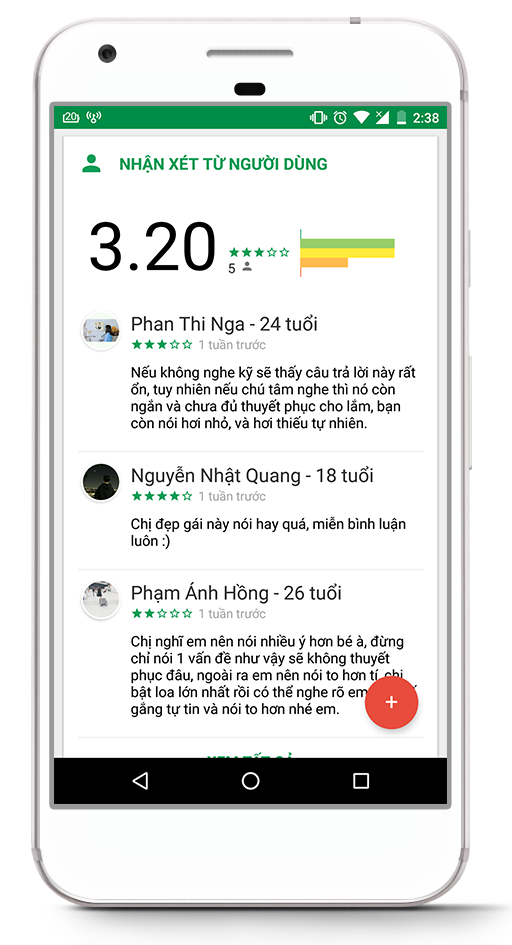 20 2:38
NHẬN XÉT TỪ NGƯỜI DÙNG
3.20
5
Phan Thi Nga - 24 tuổi
1 tuần trước
Nếu không nghe kỹ sẽ thấy câu trả lời này rất
ổn, tuy nhiên nếu chú tâm nghe thì nó còn
ngắn và chưa đủ thuyết phục cho lắm, bạn
còn nói hơi nhỏ, và hơi thiếu tự nhiên.
Nguyễn Nhật Quang - 18 tuổi
1 tuần trước
Chị đẹp gái này nói hay quá, miễn bình luận
luôn :)
Phạm Ánh Hồng - 26 tuổi
1 tuần trước
Chị nghĩ em nên nói nhiều ý hơn bé à, đừng
chỉ nói 1 vấn đề như vậy sẽ không thuyết
phục đâu, ngoài ra em nên nói to hơn tí, chị
bật loa lớn nhất rồi có thể nghe rõ em
gắng tự tin và nói to hơn nhé em.
+